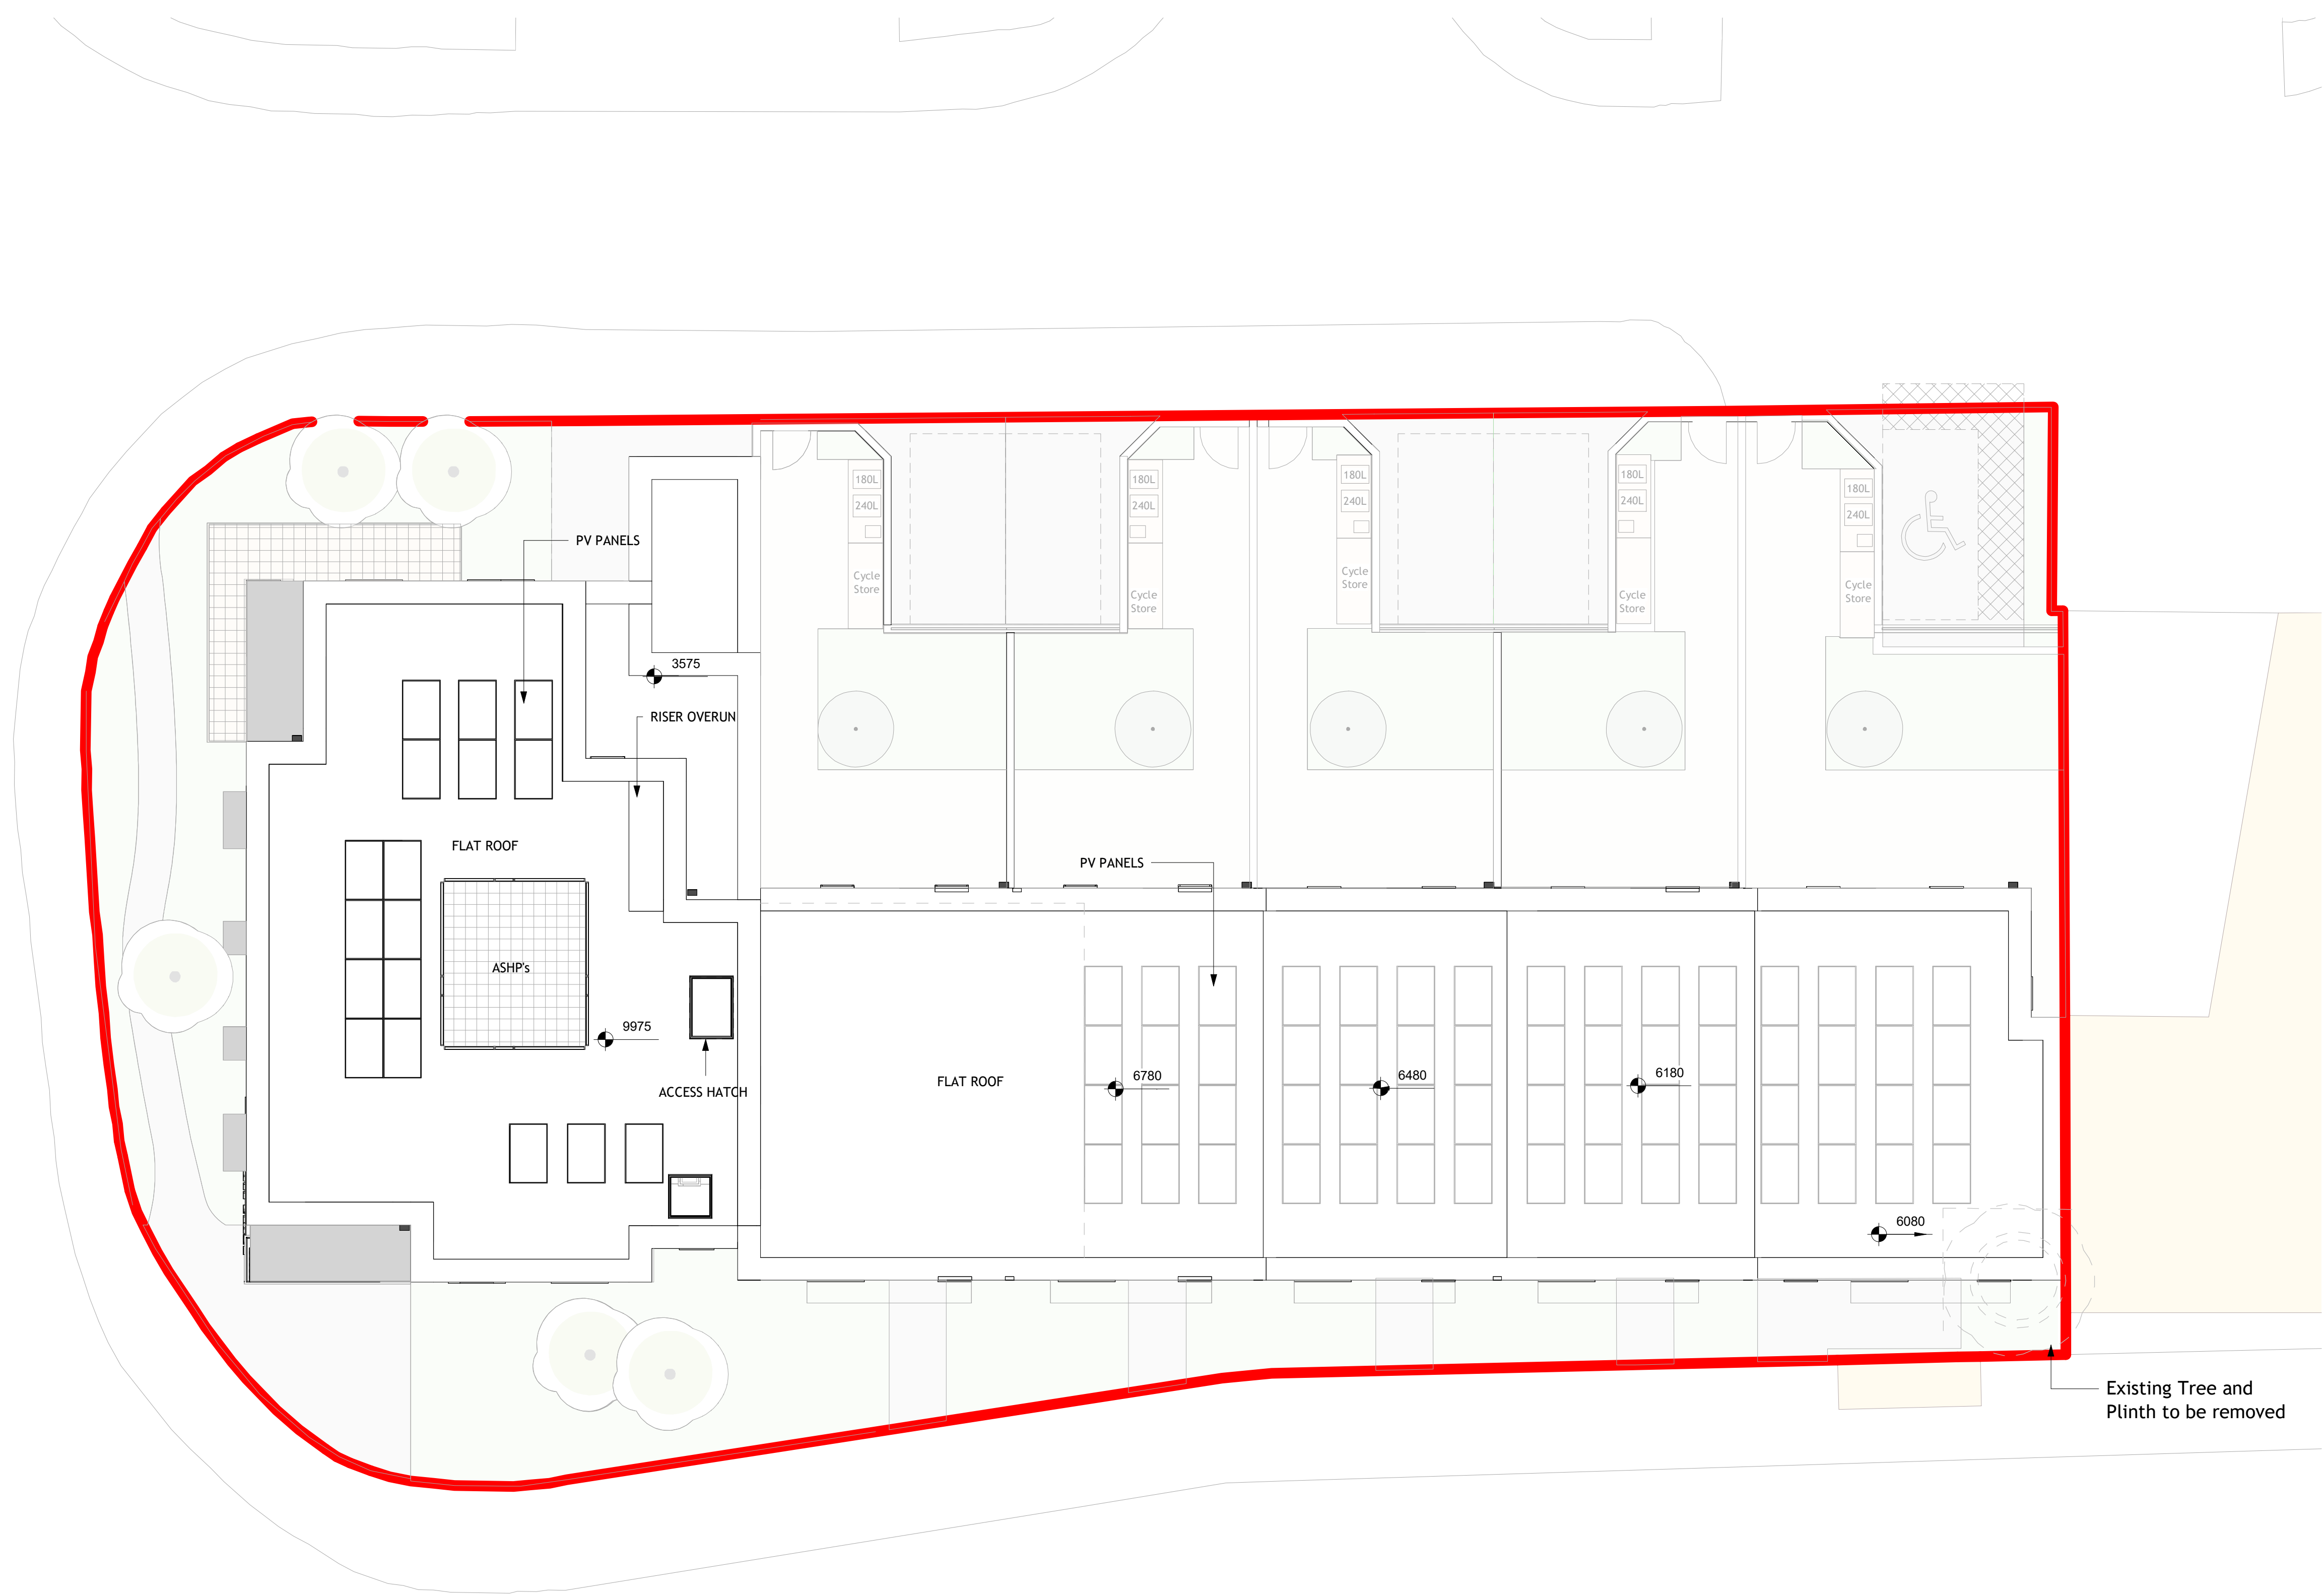 180L
240L
Cycle
Store
180L
240L
Cycle
Store
180L
240L
Cycle
Store
180L
240L
Cycle
Store
180L
240L
Cycle
Store
PV PANELS
3575
RISER OVERUN
FLAT ROOF
PV PANELS
ASHP's
9975
ACCESS HATCH
FLAT ROOF
6780
6480
6180
6080
Existing Tree and
Plinth to be removed